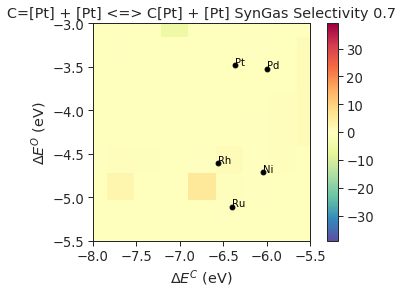 C=[Pt] + [Pt] <=> C[Pt] + [Pt] SynGas Selectivity 0.7
−3.0
−3.5
−4.0
−4.5
−5.0
−5.5
ΔE^O (eV)
Pt
Pd
Rh
Ni
Ru
−8.0 −7.5 −7.0 −6.5 −6.0 −5.5
ΔE^C (eV)
30
20
10
0
−10
−20
−30